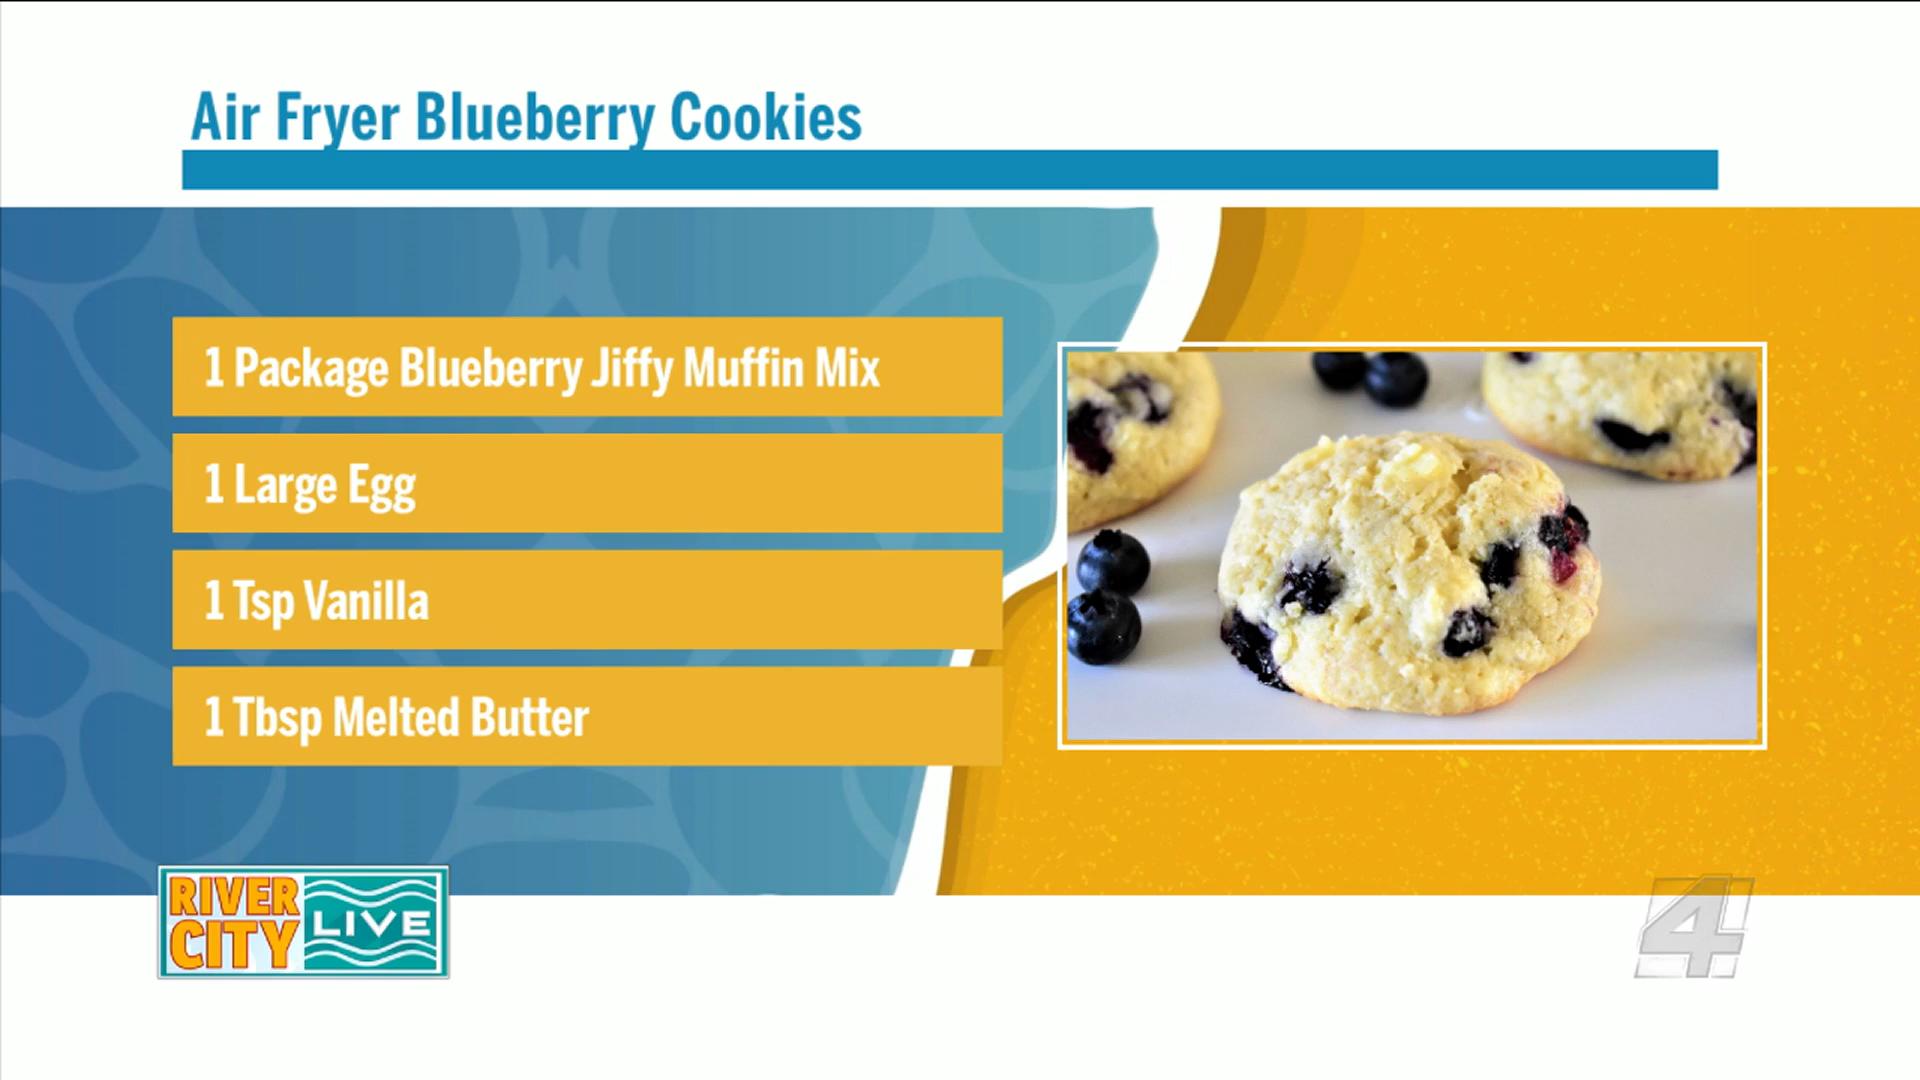 Air Fryer Blueberry Cookies
1 Package Blueberry Jiffy Muffin Mix
1 Large Egg
1 Tsp Vanilla
1 Tbsp Melted Butter
RIVER
CITY
LIVE
4